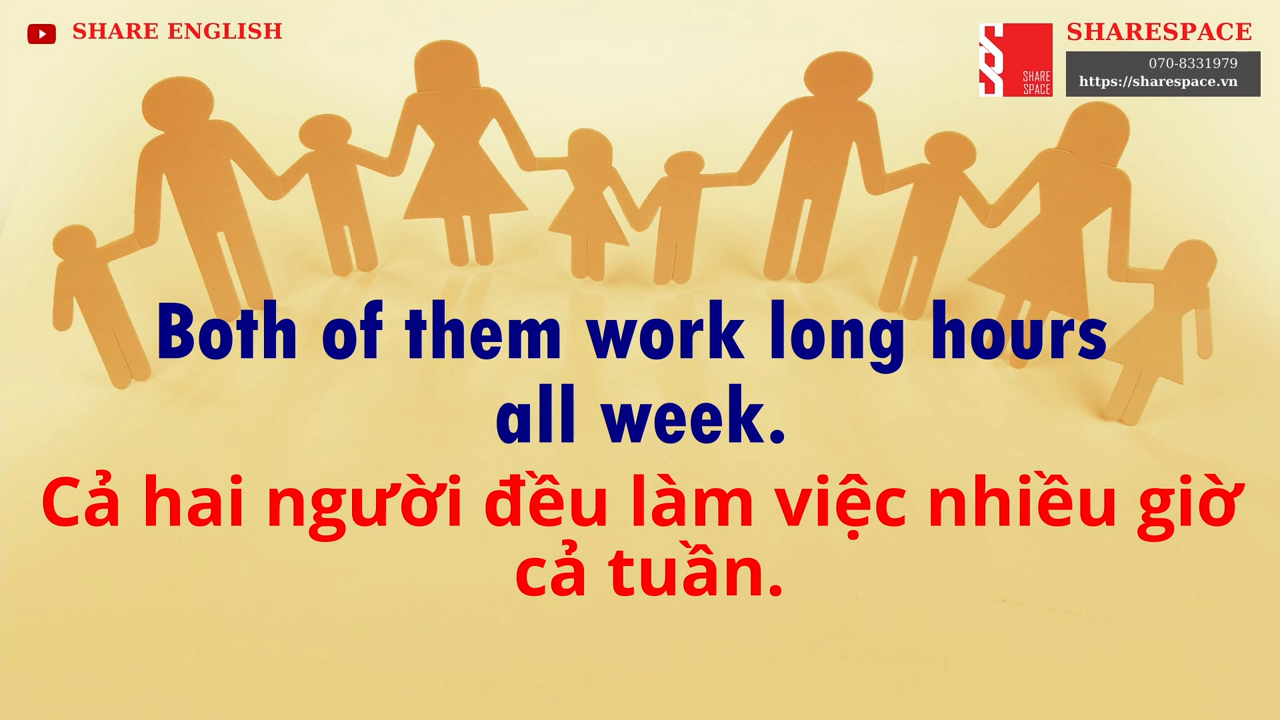 SHARE ENGLISH
SHARESPACE
070-8331979
https://sharespace.vn
SHARE
SPACE
Both of them work long hours
all week.
Cả hai người đều làm việc nhiều giờ
cả tuần.